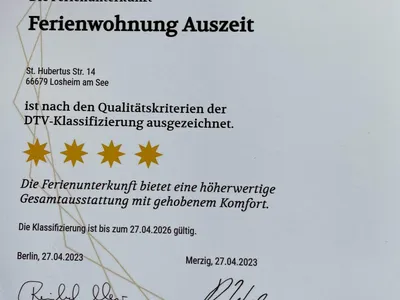 Die Ferienunterkunft
Ferienwohnung Auszeit
St. Hubertus Str. 14
66679 Losheim am See
ist nach den Qualitätskriterien der
DTV-Klassifizierung ausgezeichnet.
Die Ferienunterkunft bietet eine höherwertige
Gesamtausstattung mit gehobenem Komfort.
Die Klassifizierung ist bis zum 27.04.2026 gültig.
Berlin, 27.04.2023
Merzig, 27.04.2023